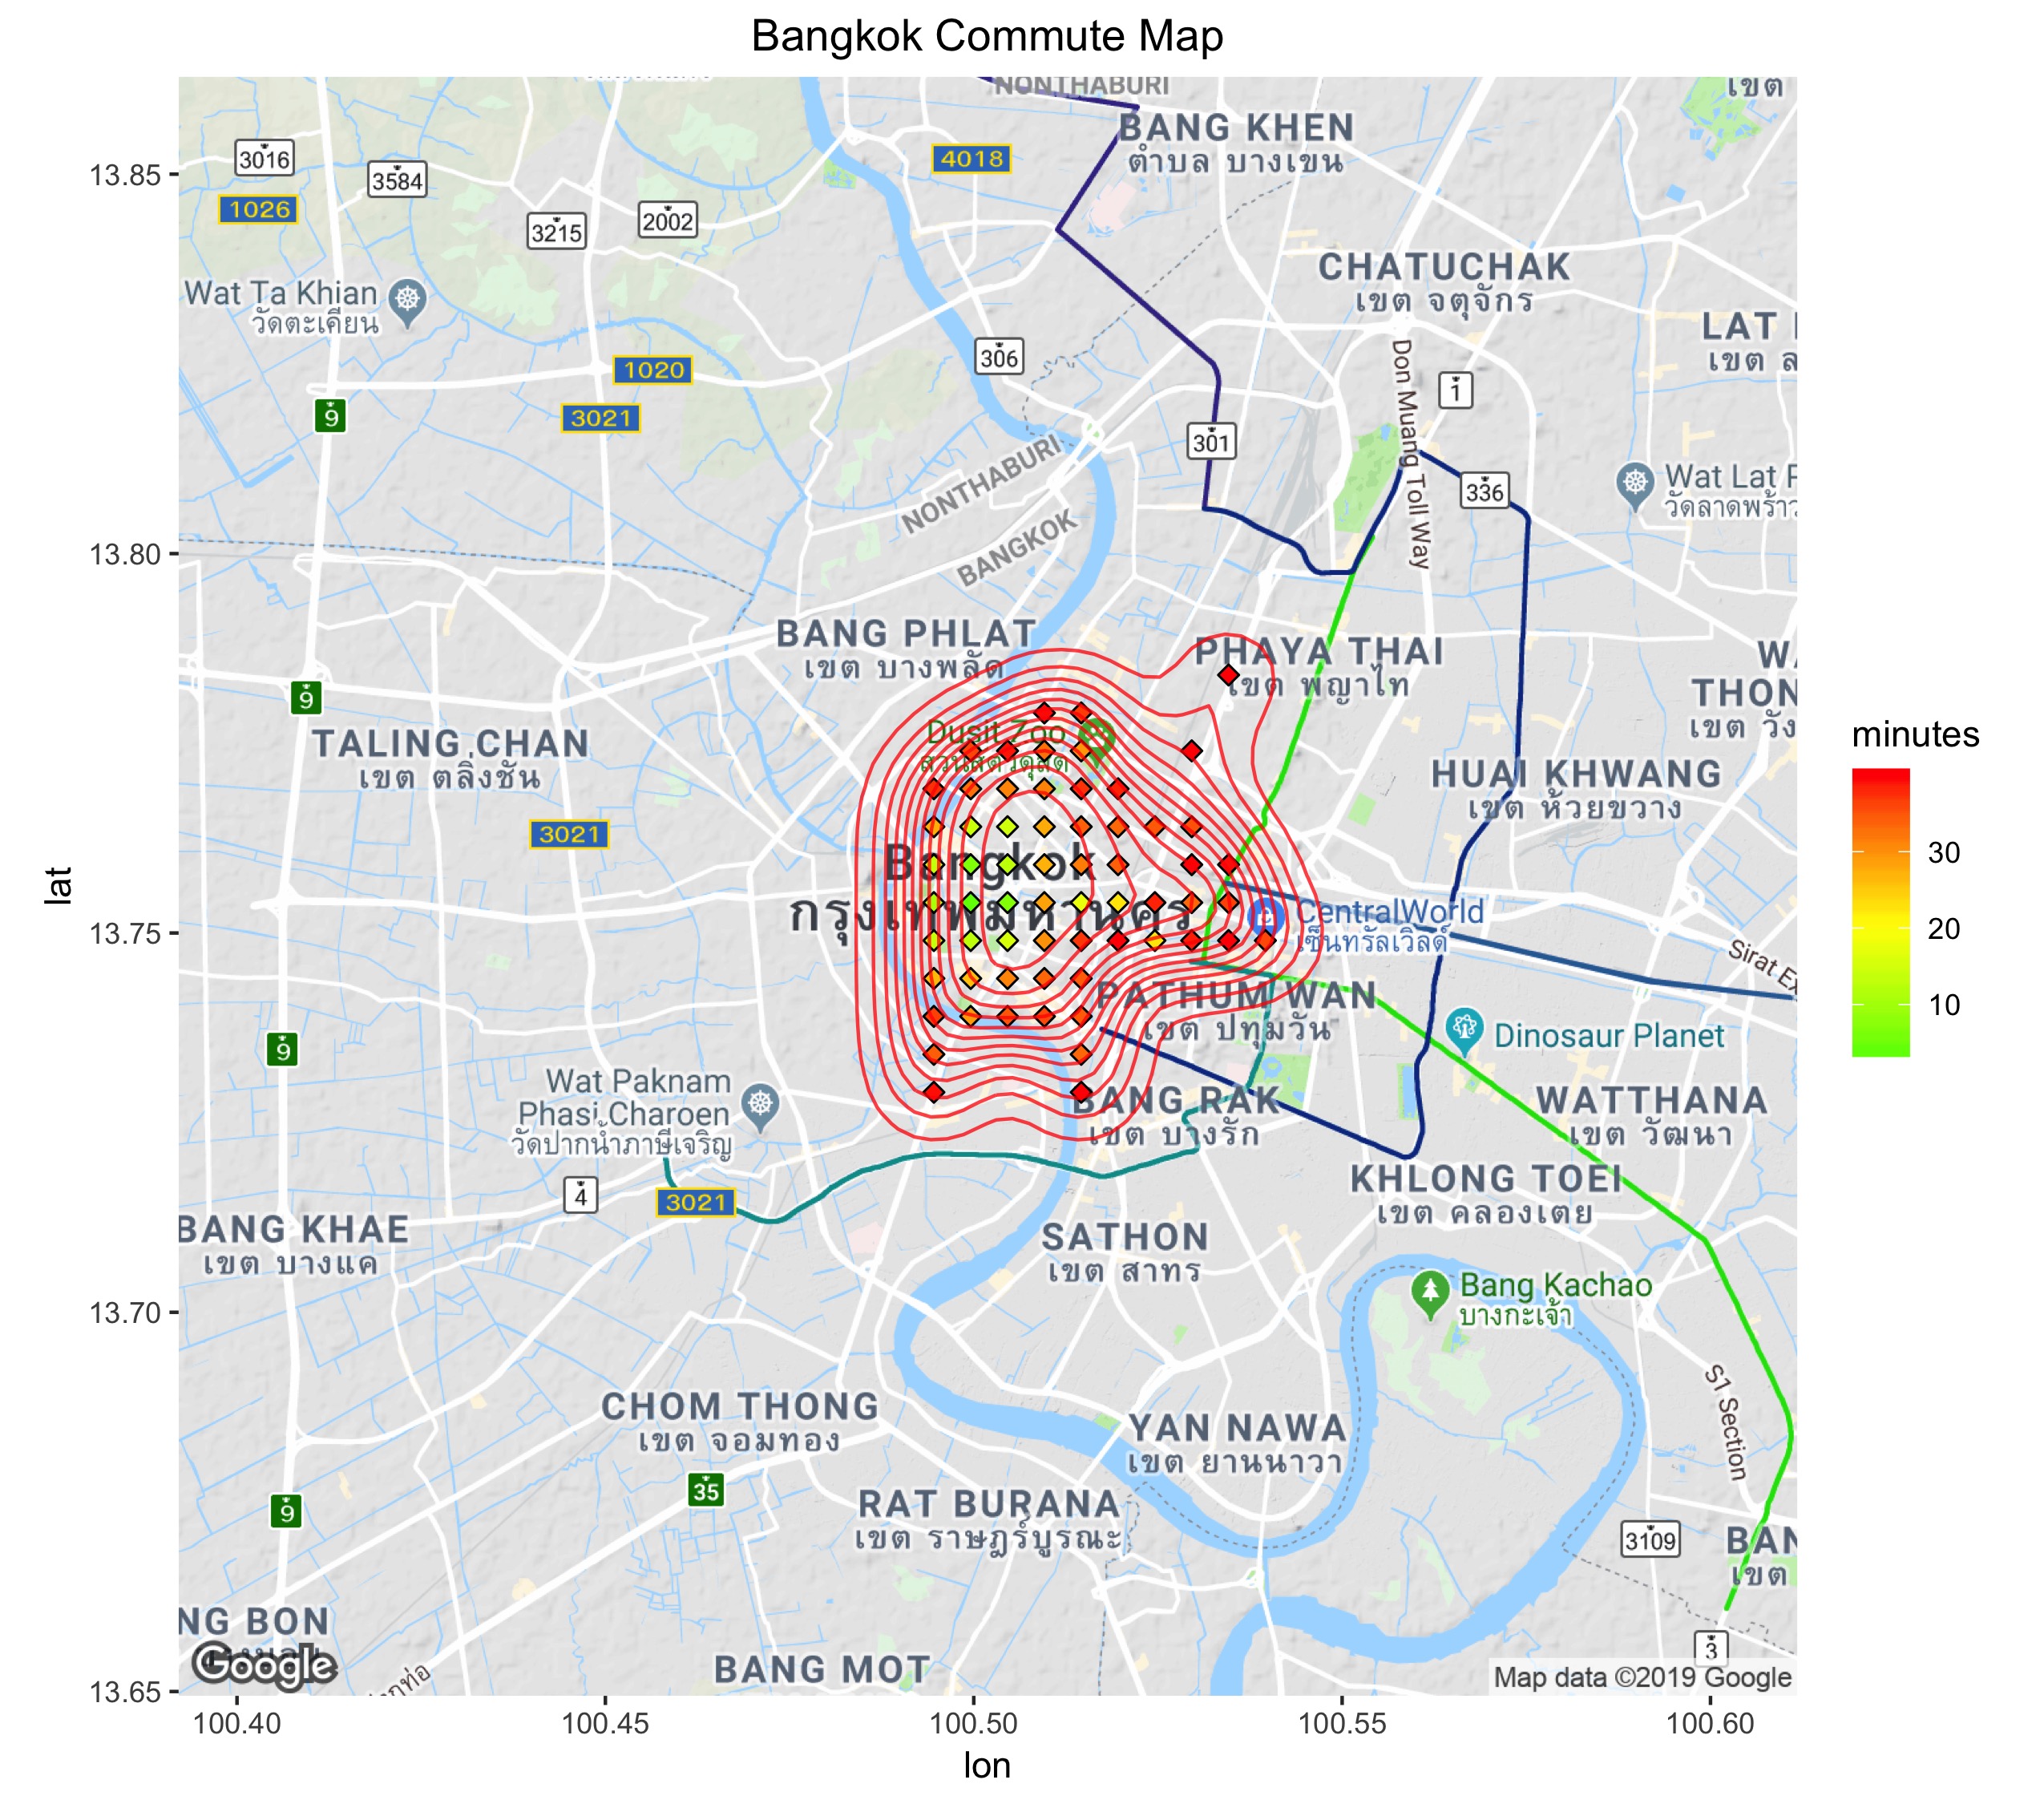 Bangkok Commute Map
NONTHABURI
เขต
BANG KHEN
ตำบล บางเขน
3016
3584
4018
1026
3215
2002
CHATUCHAK
เขต จตุจักร
Wat Ta Khian
วัดตะเคียน
LAT
เขต ล
306
1020
Don Muang Toll Way
1
3021
9
301
NONTHABURI
336
Wat Lat P
วัดลาดพร้าว
BANGKOK
BANG PHLAT
เขต บางพลัด
PHAYA THAI
เขต พญาไท
W
THON
เขต วัง
9
TALING CHAN
เขต ตลิ่งชัน
Dusit Zoo
สวนสัตว์ดุสิต
HUAI KHWANG
เขต ห้วยขวาง
3021
Bangkok
กรุงเทพมหานคร
CentralWorld
เซ็นทรัลเวิลด์
Sirat Ex
PATHUM WAN
เขต ปทุมวัน
Dinosaur Planet
9
Wat Paknam
Phasi Charoen
วัดปากน้ำภาษีเจริญ
BANG RAK
เขต บางรัก
WATTHANA
เขต วัฒนา
4
3021
KHLONG TOEI
เขต คลองเตย
BANG KHAE
เขต บางแค
SATHON
เขต สาทร
Bang Kachao
บางกะเจ้า
S1 Section
CHOM THONG
เขต จอมทอง
YAN NAWA
เขต ยานนาวา
35
9
RAT BURANA
เขต ราษฎร์บูรณะ
3109
BAN
เขต
NG BON
Google
BANG MOT
3
Map data ©2019 Google
13.85
13.80
13.75
13.70
13.65
lat
100.40
100.45
100.50
100.55
100.60
lon
minutes
30
20
10